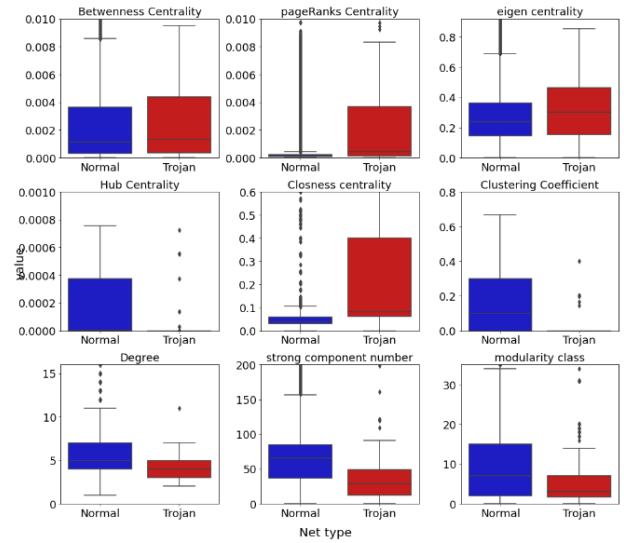 Betwenness Centrality
0.010
0.008
0.006
0.004
0.002
0.000
Normal Trojan
pageRanks Centrality
0.010
0.008
0.006
0.004
0.002
0.000
Normal Trojan
eigen centrality
0.8
0.6
0.4
0.2
0.0
Normal Trojan
value
Hub Centrality
0.0010
0.0008
0.0006
0.0004
0.0002
0.0000
Normal Trojan
Closness centrality
0.6
0.5
0.4
0.3
0.2
0.1
0.0
Normal Trojan
Clustering Coefficient
0.8
0.6
0.4
0.2
0.0
Normal Trojan
Degree
15
10
5
0
Normal Trojan
strong component number
200
150
100
50
0
Normal Trojan
modularity class
30
20
10
0
Normal Trojan
Net type